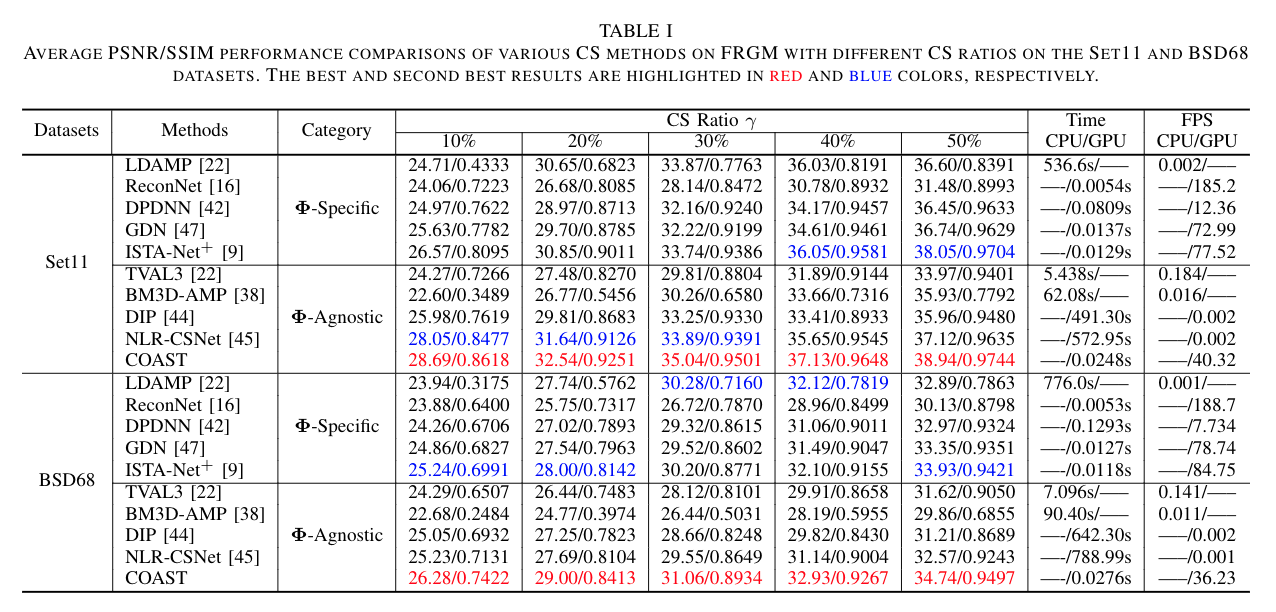 TABLE I
AVERAGE PSNR/SSIM PERFORMANCE COMPARISONS OF VARIOUS CS METHODS ON FRGM WITH DIFFERENT CS RATIOS ON THE SET11 AND BSD68
DATASETS. THE BEST AND SECOND BEST RESULTS ARE HIGHLIGHTED IN RED AND BLUE COLORS, RESPECTIVELY.
Datasets Methods Category CS Ratio γ Time FPS
10% 20% 30% 40% 50% CPU/GPU CPU/GPU
Set11 Φ-Specific
LDAMP [22] 24.71/0.4333 30.65/0.6823 33.87/0.7763 36.03/0.8191 36.60/0.8391 536.6s/—– 0.002/—–
ReconNet [16] 24.06/0.7223 26.68/0.8085 28.14/0.8472 30.78/0.8932 31.48/0.8993 —–/0.0054s —–/185.2
DPDNN [42] 24.97/0.7622 28.97/0.8713 32.16/0.9240 34.17/0.9457 36.45/0.9633 —–/0.0809s —–/12.36
GDN [47] 25.63/0.7782 29.70/0.8785 32.22/0.9199 34.61/0.9461 36.74/0.9629 —–/0.0137s —–/72.99
ISTA-Net⁺ [9] 26.57/0.8095 30.85/0.9011 33.74/0.9386 36.05/0.9581 38.05/0.9704 —–/0.0129s —–/77.52
Φ-Agnostic
TVAL3 [22] 24.27/0.7266 27.48/0.8270 29.81/0.8804 31.89/0.9144 33.97/0.9401 5.438s/—– 0.184/—–
BM3D-AMP [38] 22.60/0.3489 26.77/0.5456 30.26/0.6580 33.66/0.7316 35.93/0.7792 62.08s/—– 0.016/—–
DIP [44] 25.98/0.7619 29.81/0.8683 33.25/0.9330 33.41/0.8933 35.96/0.9480 —–/491.30s —–/0.002
NLR-CSNet [45] 28.05/0.8477 31.64/0.9126 33.89/0.9391 35.65/0.9545 37.12/0.9635 —–/572.95s —–/0.002
COAST 28.69/0.8618 32.54/0.9251 35.04/0.9501 37.13/0.9648 38.94/0.9744 —–/0.0248s —–/40.32
BSD68 Φ-Specific
LDAMP [22] 23.94/0.3175 27.74/0.5762 30.28/0.7160 32.12/0.7819 32.89/0.7863 776.0s/—– 0.001/—–
ReconNet [16] 23.88/0.6400 25.75/0.7317 26.72/0.7870 28.96/0.8499 30.13/0.8798 —–/0.0053s —–/188.7
DPDNN [42] 24.26/0.6706 27.02/0.7893 29.32/0.8615 31.06/0.9011 32.97/0.9324 —–/0.1293s —–/7.734
GDN [47] 24.86/0.6827 27.54/0.7963 29.52/0.8602 31.49/0.9047 33.35/0.9351 —–/0.0127s —–/78.74
ISTA-Net⁺ [9] 25.24/0.6991 28.00/0.8142 30.20/0.8771 32.10/0.9155 33.93/0.9421 —–/0.0118s —–/84.75
Φ-Agnostic
TVAL3 [22] 24.29/0.6507 26.44/0.7483 28.12/0.8101 29.91/0.8658 31.62/0.9050 7.096s/—– 0.141/—–
BM3D-AMP [38] 22.68/0.2484 24.77/0.3974 26.44/0.5031 28.19/0.5955 29.86/0.6855 90.40s/—– 0.011/—–
DIP [44] 25.05/0.6932 27.25/0.7823 28.66/0.8248 29.82/0.8430 31.21/0.8689 —–/642.30s —–/0.002
NLR-CSNet [45] 25.23/0.7131 27.69/0.8104 29.55/0.8649 31.14/0.9004 32.57/0.9243 —–/788.99s —–/0.001
COAST 26.28/0.7422 29.00/0.8413 31.06/0.8934 32.93/0.9267 34.74/0.9497 —–/0.0276s —–/36.23